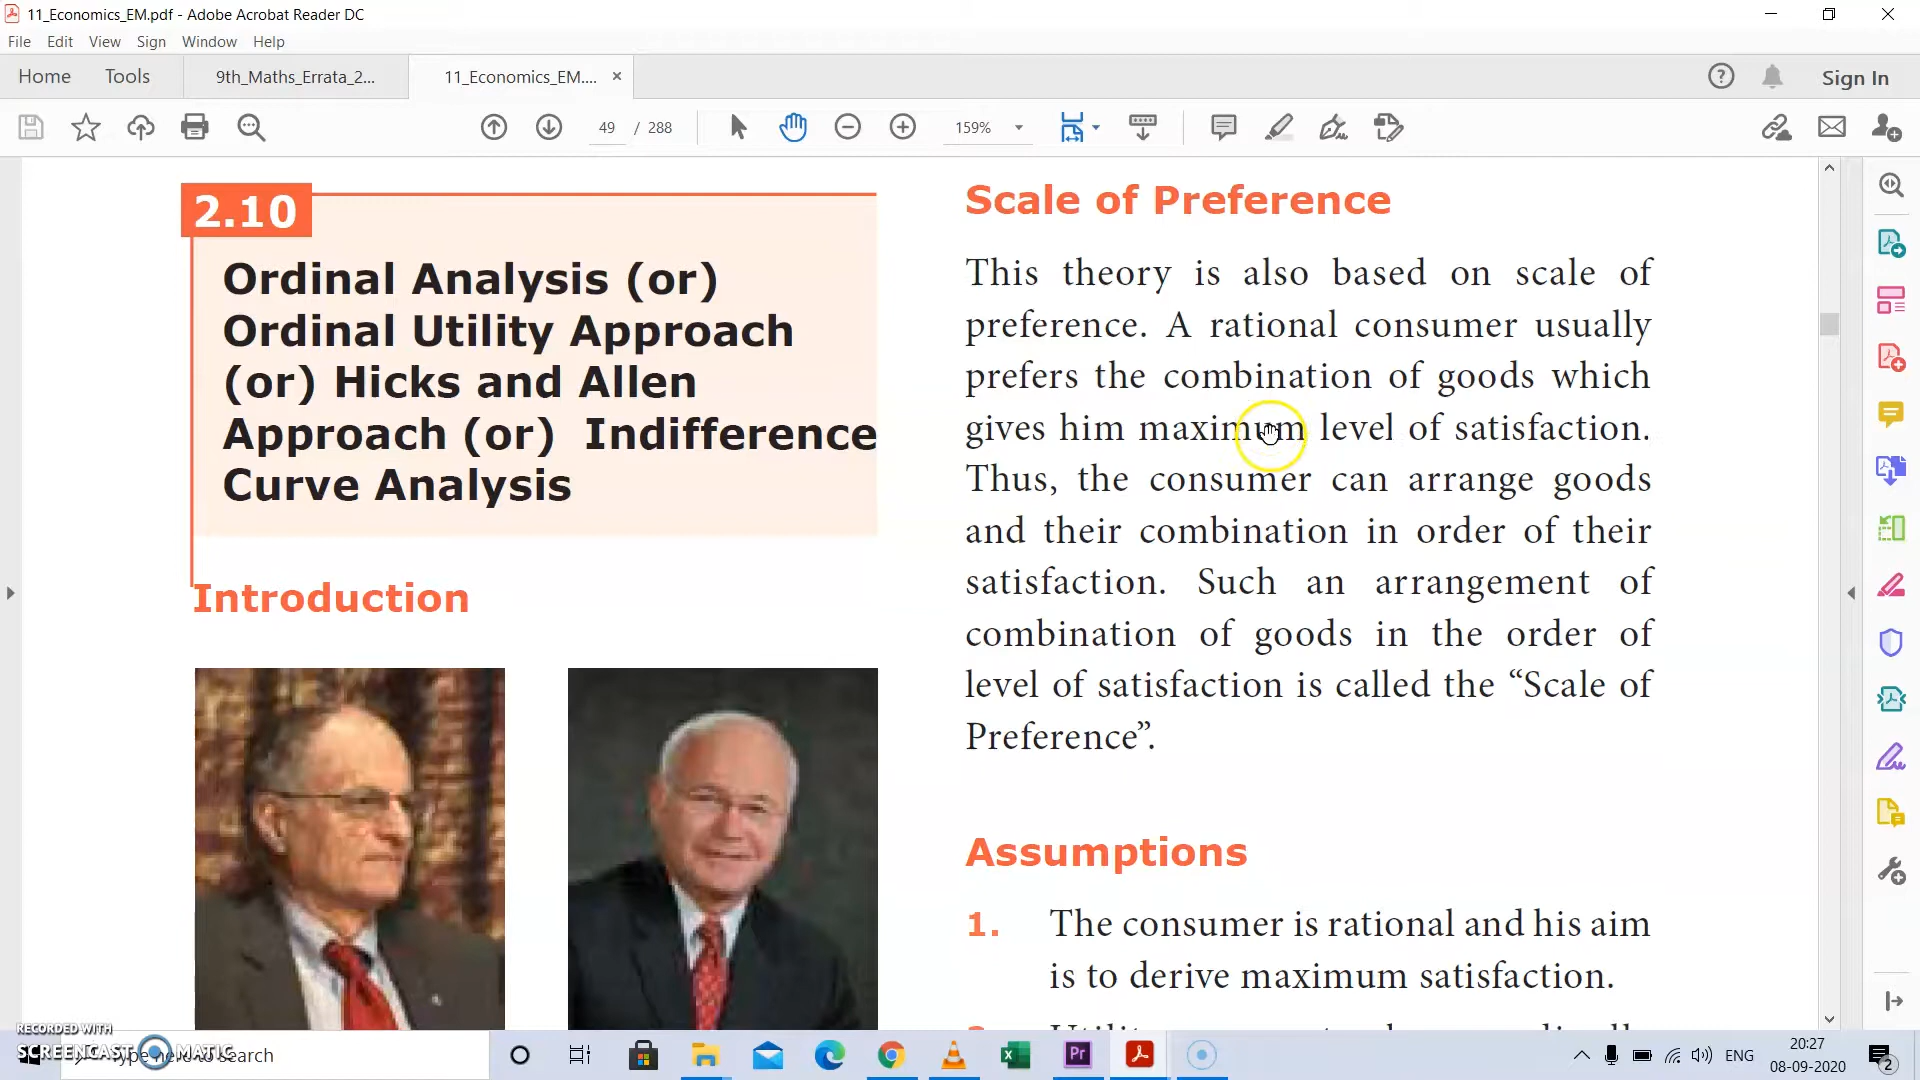 11_Economics_EM.pdf - Adobe Acrobat Reader DC
File Edit View Sign Window Help
Home Tools 9th_Maths_Errata_2... 11_Economics_EM.... × Sign In
49 / 288 159%
2.10
Ordinal Analysis (or)
Ordinal Utility Approach
(or) Hicks and Allen
Approach (or) Indifference
Curve Analysis
Introduction
Scale of Preference
This theory is also based on scale of
preference. A rational consumer usually
prefers the combination of goods which
gives him maximum level of satisfaction.
Thus, the consumer can arrange goods
and their combination in order of their
satisfaction. Such an arrangement of
combination of goods in the order of
level of satisfaction is called the “Scale of
Preference”.
Assumptions
1. The consumer is rational and his aim
is to derive maximum satisfaction.
RECORDED WITH
SCREENCAST MATIC
Type here to search
Pr
ENG
20:27
08-09-2020
2